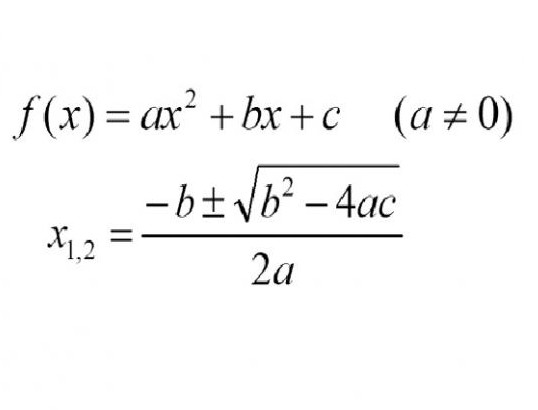 f(x) = ax² + bx + c (a ≠ 0)
x₁,₂ = (-b ± √(b² − 4ac)) / 2a